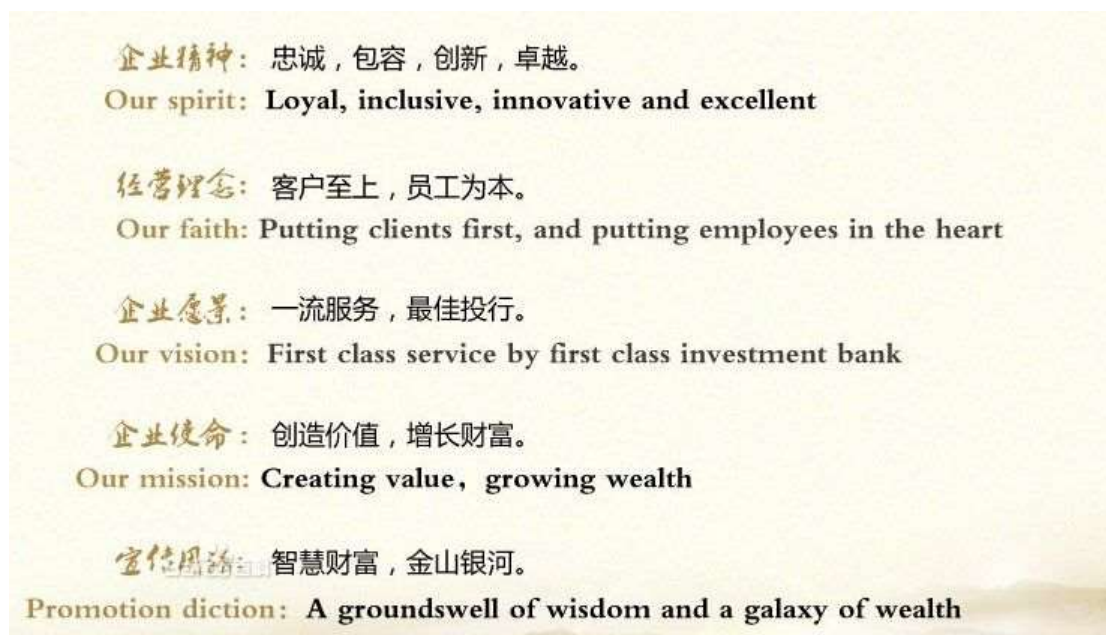 企业精神： 忠诚，包容，创新，卓越。
Our spirit: Loyal, inclusive, innovative and excellent
经营理念： 客户至上，员工为本。
Our faith: Putting clients first, and putting employees in the heart
企业愿景： 一流服务，最佳投行。
Our vision: First class service by first class investment bank
企业使命： 创造价值，增长财富。
Our mission: Creating value, growing wealth
宣传用语： 智慧财富，金山银河。
Promotion diction: A groundswell of wisdom and a galaxy of wealth